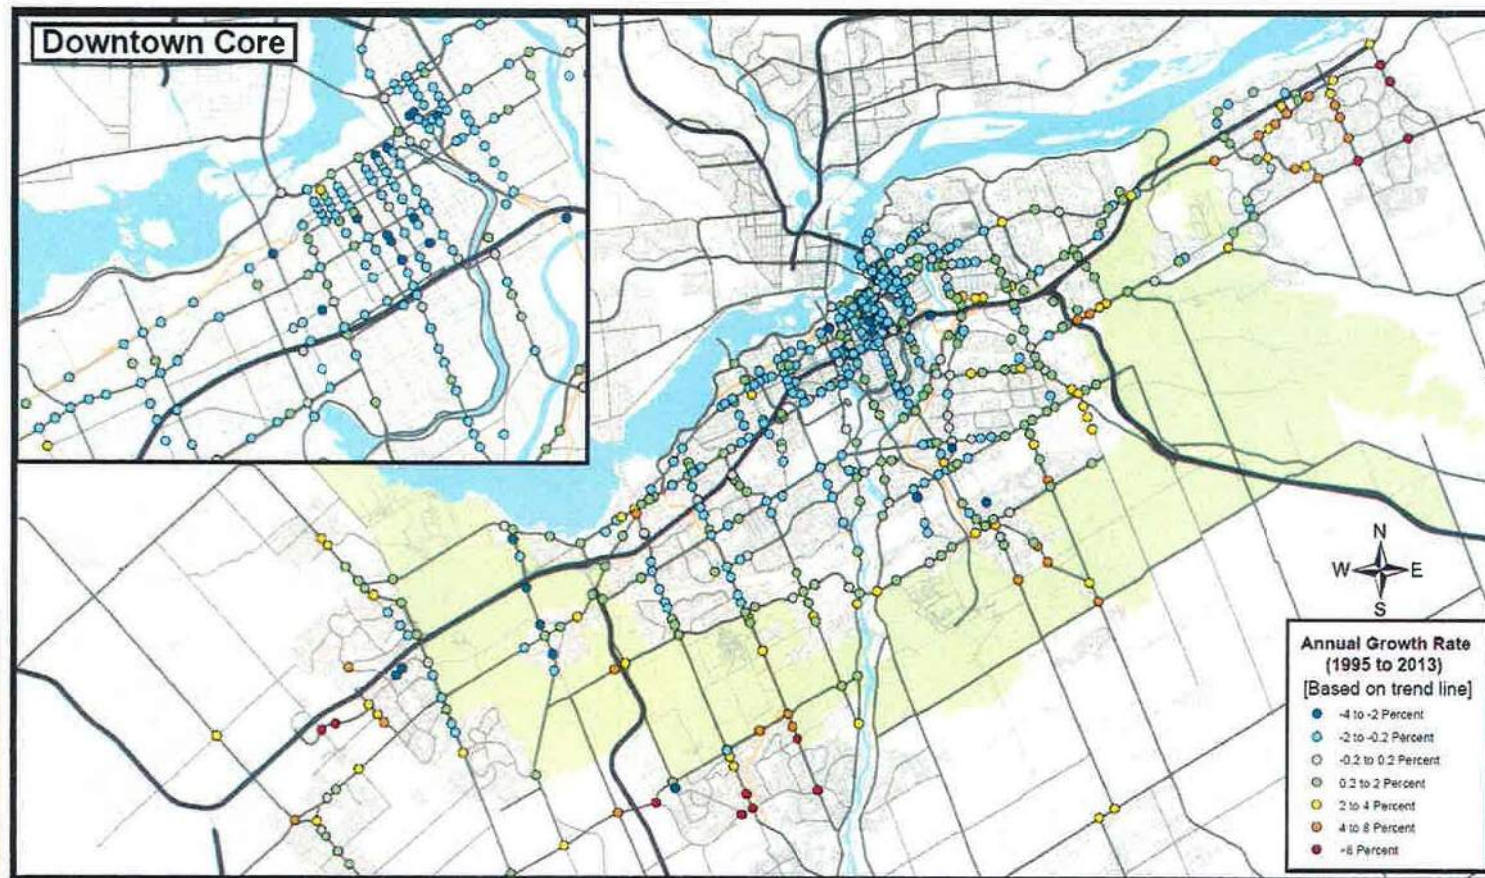 Downtown Core
N
W E
S
Annual Growth Rate
(1995 to 2013)
[Based on trend line]
-4 to -2 Percent
-2 to -0.2 Percent
-0.2 to 0.2 Percent
0.2 to 2 Percent
2 to 4 Percent
4 to 8 Percent
>8 Percent